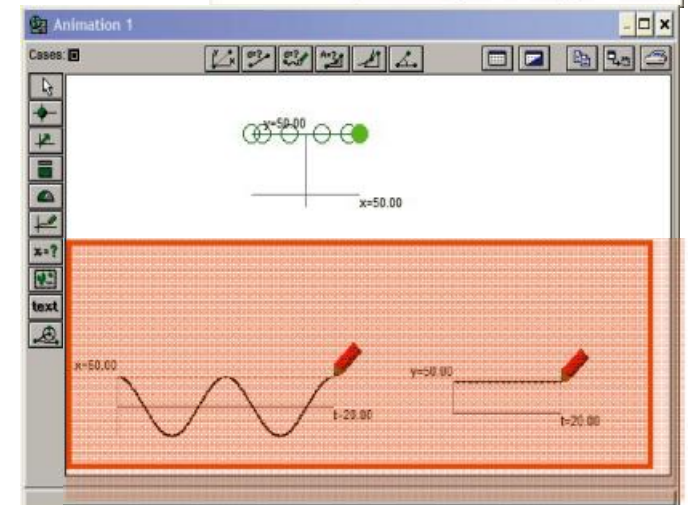 Animation 1
Cases:
x=?
text
y=50.00
x=50.00
x=50.00
t=20.00
y=50.00
t=20.00